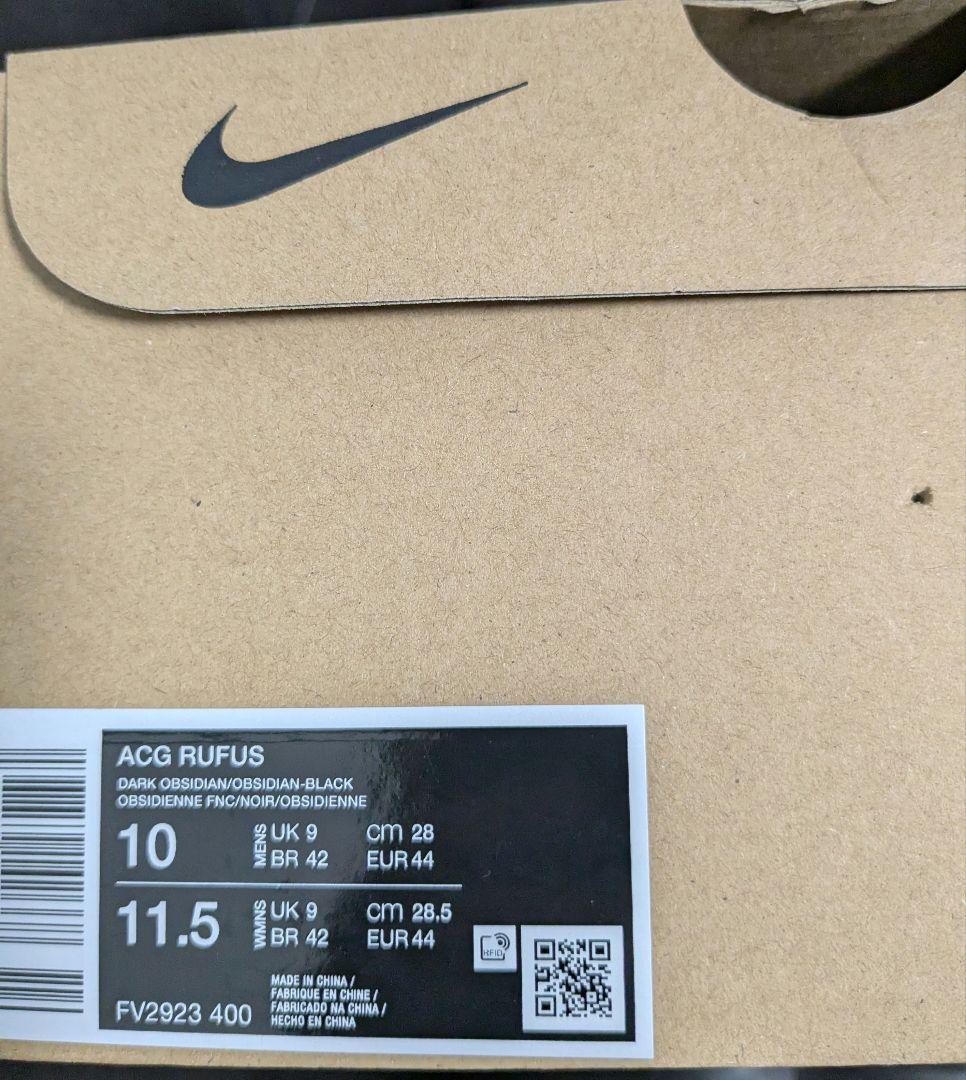 ACG RUFUS
DARK OBSIDIAN/OBSIDIAN-BLACK
OBSIDIENNE FNC/NOIR/OBSIDIENNE
10 MENS UK 9 cm 28
BR 42 EUR 44
11.5 WMNS UK 9 cm 28.5
BR 42 EUR 44
RFID
MADE IN CHINA /
FABRIQUE EN CHINE /
FABRICADO NA CHINA /
HECHO EN CHINA
FV2923 400